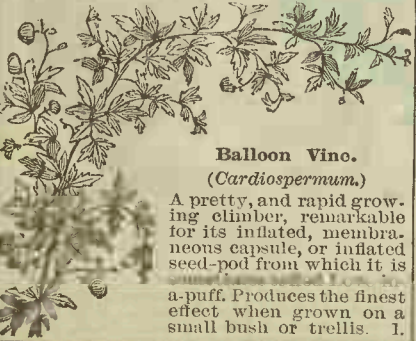 Balloon Vine.
(Cardiospermum.)
A pretty, and rapid grow-
ing climber, remarkable
for its inflated, membra-
neous capsule, or inflated
seed-pod from which it is
a-puff. Produces the finest
effect when grown on a
small bush or trellis. 1.